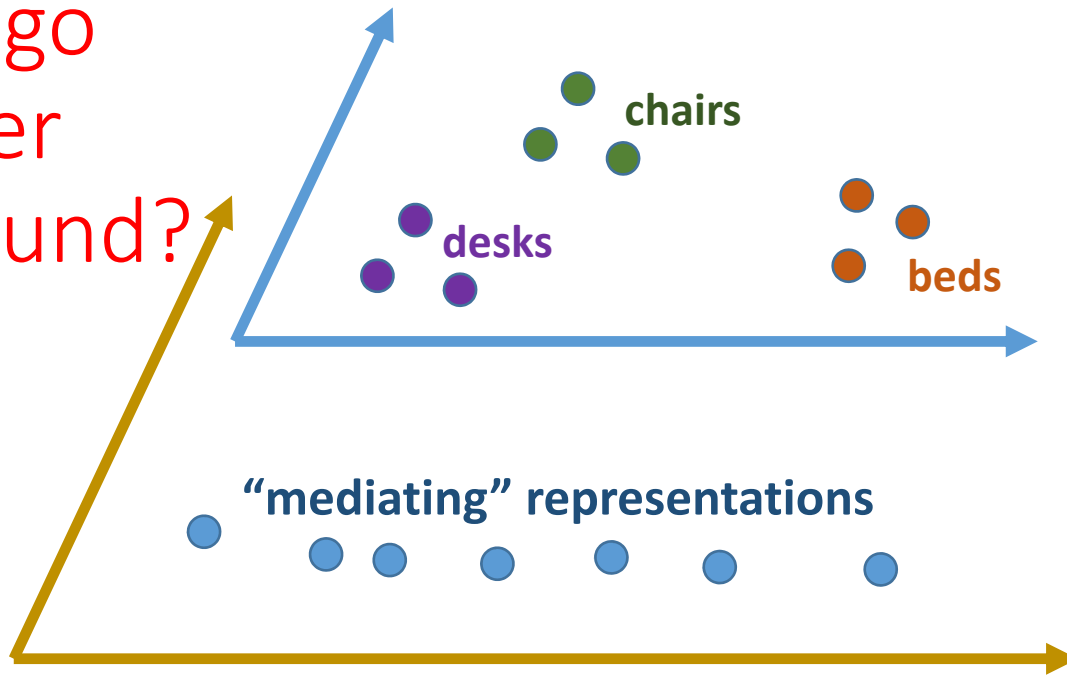 go
er
und?
chairs
desks
beds
“mediating” representations